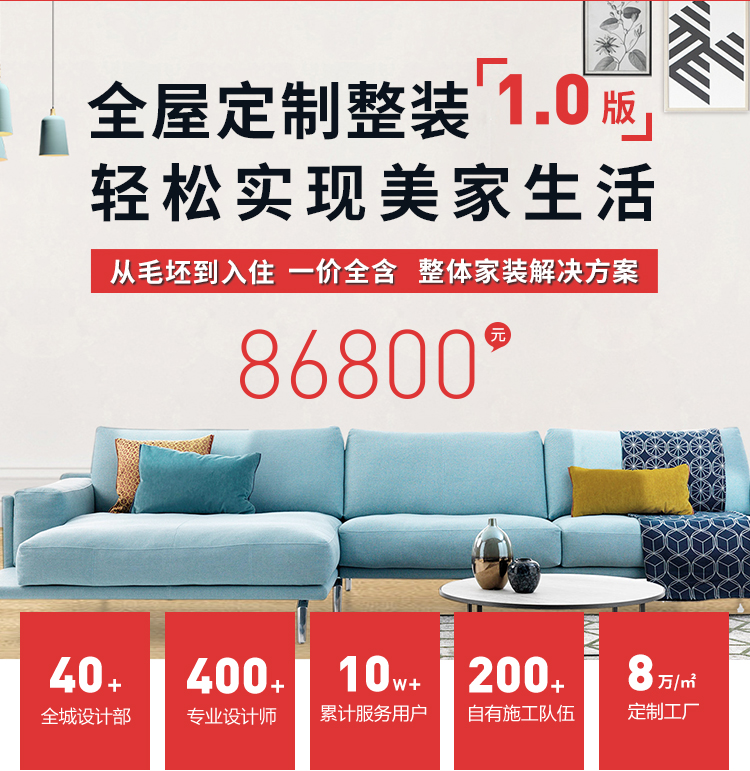 全屋定制整装 1.0 版
轻松实现美家生活
从毛坯到入住 一价全含 整体家装解决方案
86800元
40+
全城设计部
400+
专业设计师
10W+
累计服务用户
200+
自有施工队伍
8万/㎡
定制工厂